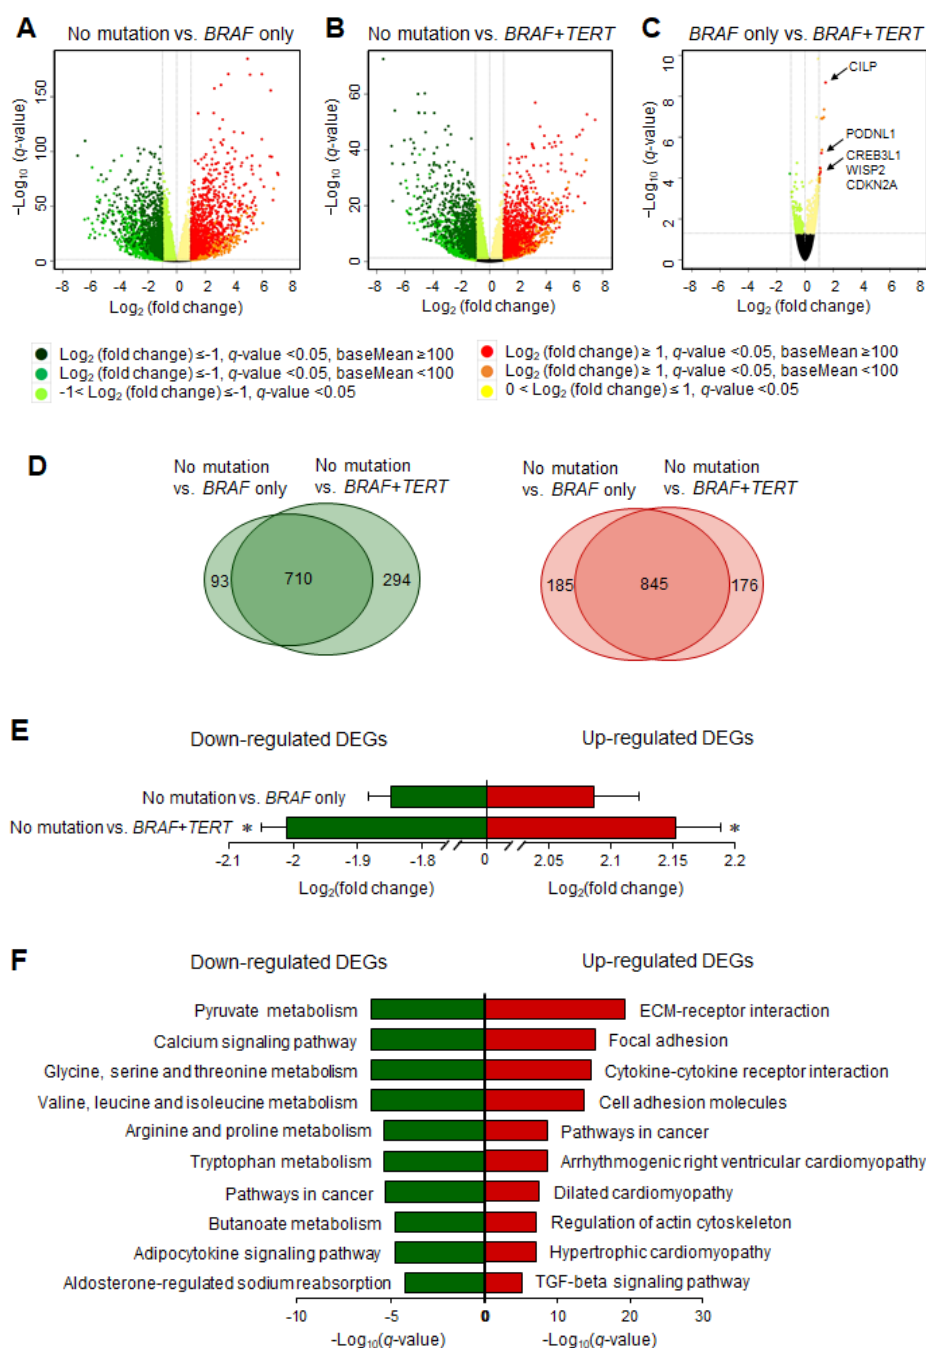 A No mutation vs. BRAF only
B No mutation vs. BRAF+TERT
C BRAF only vs. BRAF+TERT
−Log10 (q-value)
150
100
50
0
-8 -6 -4 -2 0 2 4 6 8
Log2 (fold change)
−Log10 (q-value)
60
40
20
0
-8 -6 -4 -2 0 2 4 6 8
Log2 (fold change)
−Log10 (q-value)
10
8
6
4
2
0
CILP
PODNL1
CREB3L1
WISP2
CDKN2A
-8 -6 -4 -2 0 2 4 6 8
Log2 (fold change)
Log2 (fold change) ≤-1, q-value <0.05, baseMean ≥100
Log2 (fold change) ≤-1, q-value <0.05, baseMean <100
-1< Log2 (fold change) ≤-1, q-value <0.05
Log2 (fold change) ≥ 1, q-value <0.05, baseMean ≥100
Log2 (fold change) ≥ 1, q-value <0.05, baseMean <100
0 < Log2 (fold change) ≤ 1, q-value <0.05
D
No mutation
vs. BRAF only
No mutation
vs. BRAF+TERT
93 710 294
No mutation
vs. BRAF only
No mutation
vs. BRAF+TERT
185 845 176
E
Down-regulated DEGs
Up-regulated DEGs
No mutation vs. BRAF only
No mutation vs. BRAF+TERT * *
-2.1 -2 -1.9 -1.8 0 2.05 2.1 2.15 2.2
Log2(fold change)
Log2(fold change)
F
Down-regulated DEGs
Up-regulated DEGs
Pyruvate metabolism
ECM-receptor interaction
Calcium signaling pathway
Focal adhesion
Glycine, serine and threonine metabolism
Cytokine-cytokine receptor interaction
Valine, leucine and isoleucine metabolism
Cell adhesion molecules
Arginine and proline metabolism
Pathways in cancer
Tryptophan metabolism
Arrhythmogenic right ventricular cardiomyopathy
Pathways in cancer
Dilated cardiomyopathy
Butanoate metabolism
Regulation of actin cytoskeleton
Adipocytokine signaling pathway
Hypertrophic cardiomyopathy
Aldosterone-regulated sodium reabsorption
TGF-beta signaling pathway
-10 -5 0 10 20 30
-Log10(q-value)
-Log10(q-value)